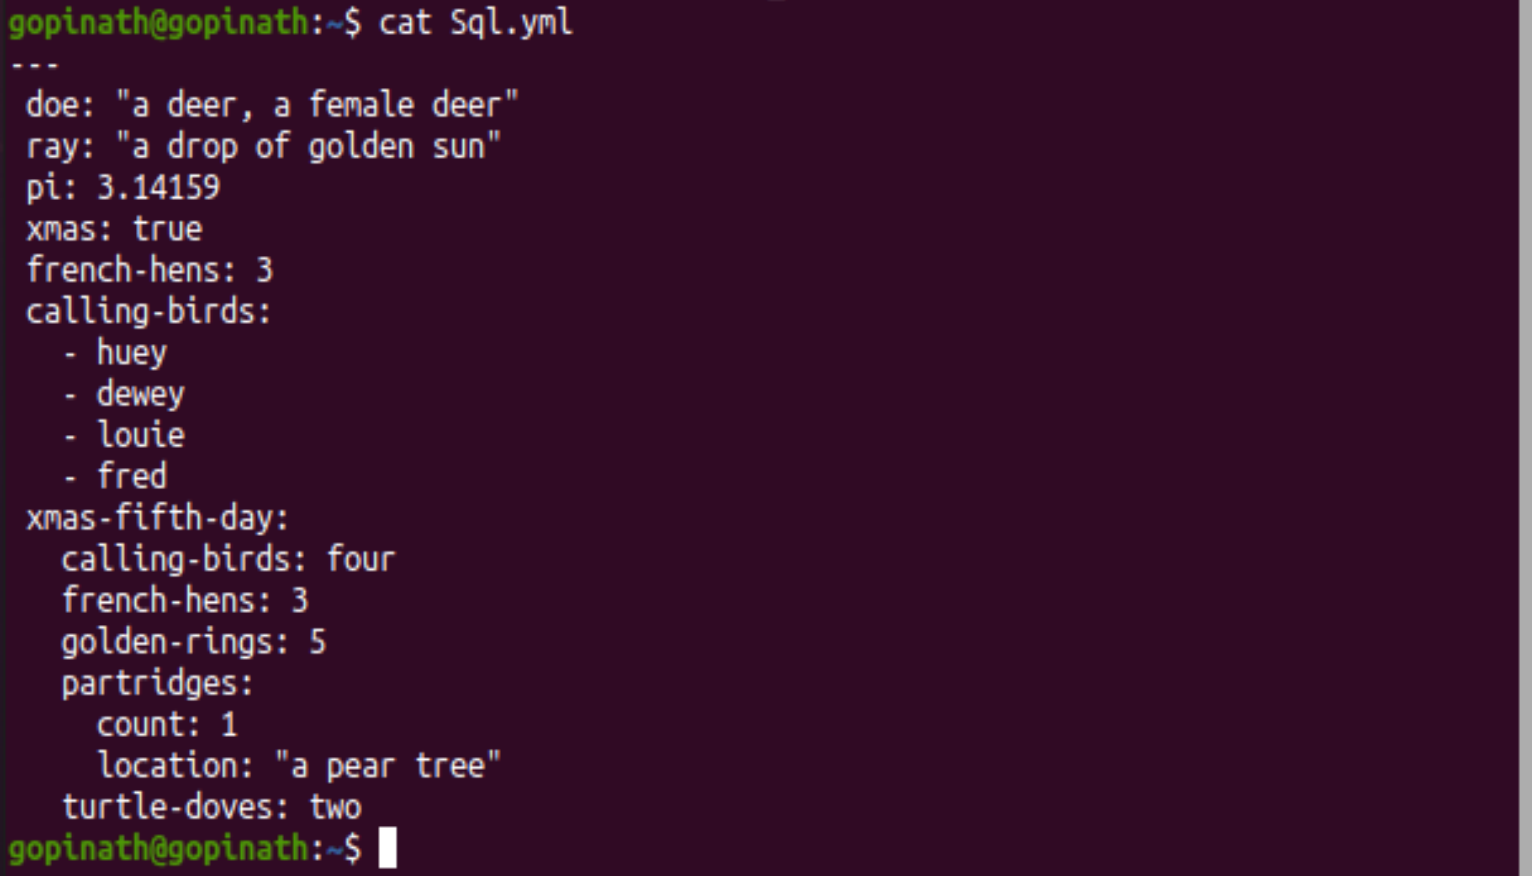 gopinath@gopinath:~$ cat Sql.yml
---
 doe: "a deer, a female deer"
 ray: "a drop of golden sun"
 pi: 3.14159
 xmas: true
 french-hens: 3
 calling-birds:
   - huey
   - dewey
   - louie
   - fred
 xmas-fifth-day:
   calling-birds: four
   french-hens: 3
   golden-rings: 5
   partridges:
     count: 1
     location: "a pear tree"
   turtle-doves: two
gopinath@gopinath:~$